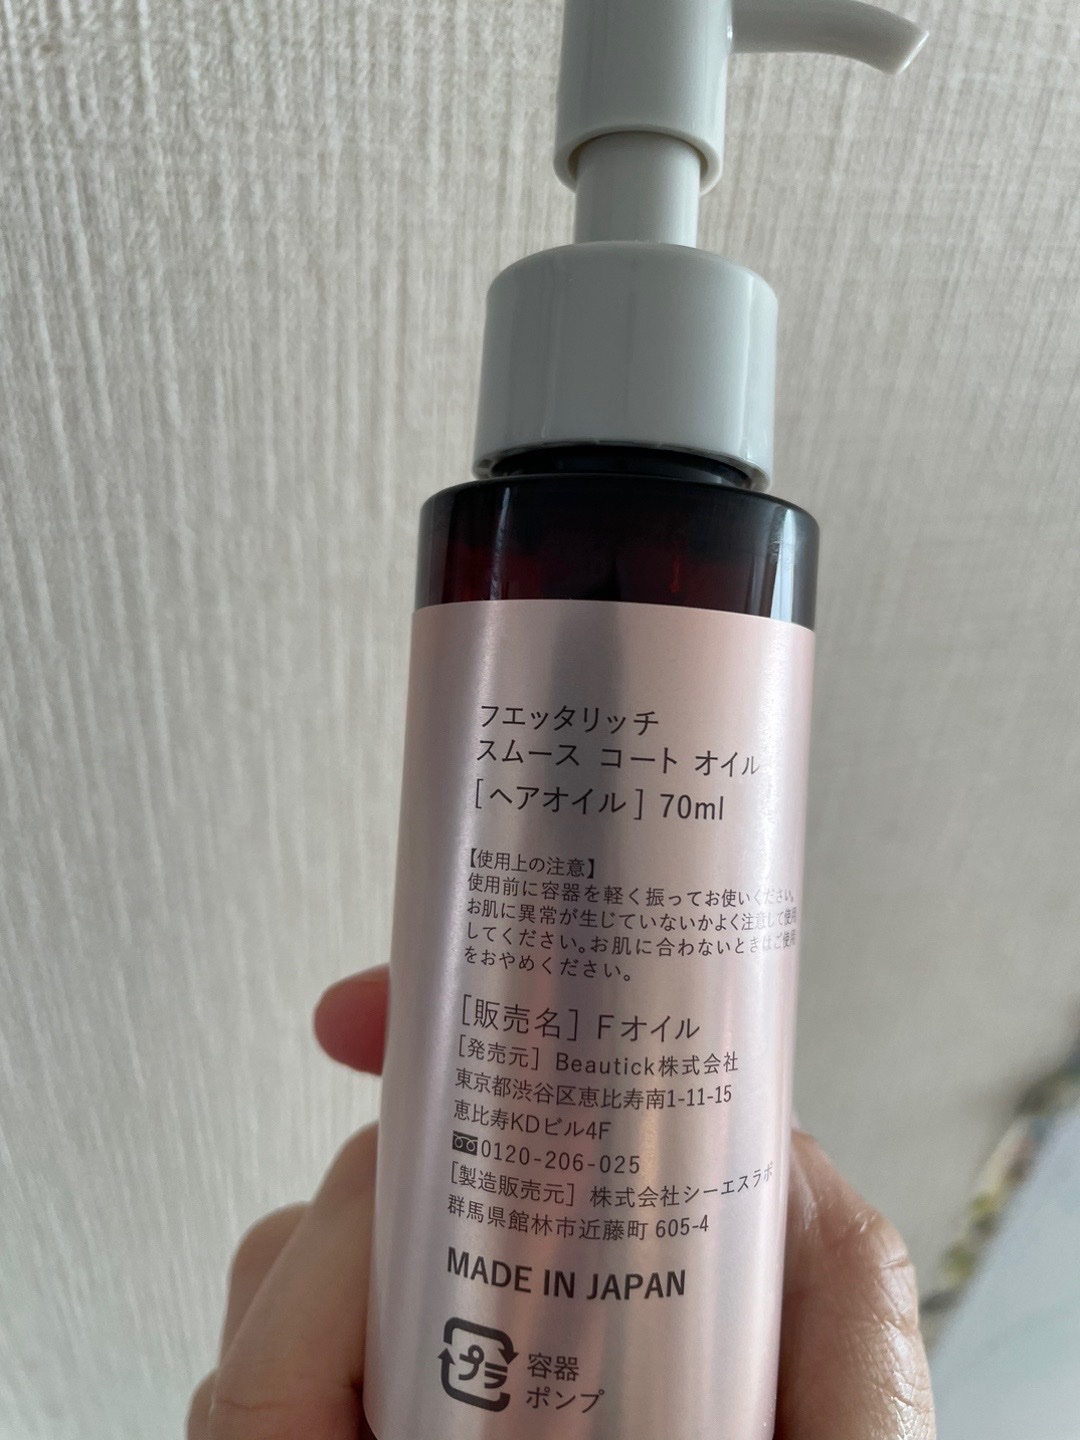 フエッタリッチ
スムース コート オイル
[ヘアオイル] 70ml
【使用上の注意】
使用前に容器を軽く振ってお使いください。
お肌に異常が生じていないかよく注意して使用
してください。お肌に合わないときはご使用
をおやめください。
[販売名] Fオイル
[発売元] Beautick株式会社
東京都渋谷区恵比寿南1-11-15
恵比寿KDビル4F
0120-206-025
[製造販売元] 株式会社シーエスラボ
群馬県館林市近藤町 605-4
MADE IN JAPAN
プラ
容器
ポンプ